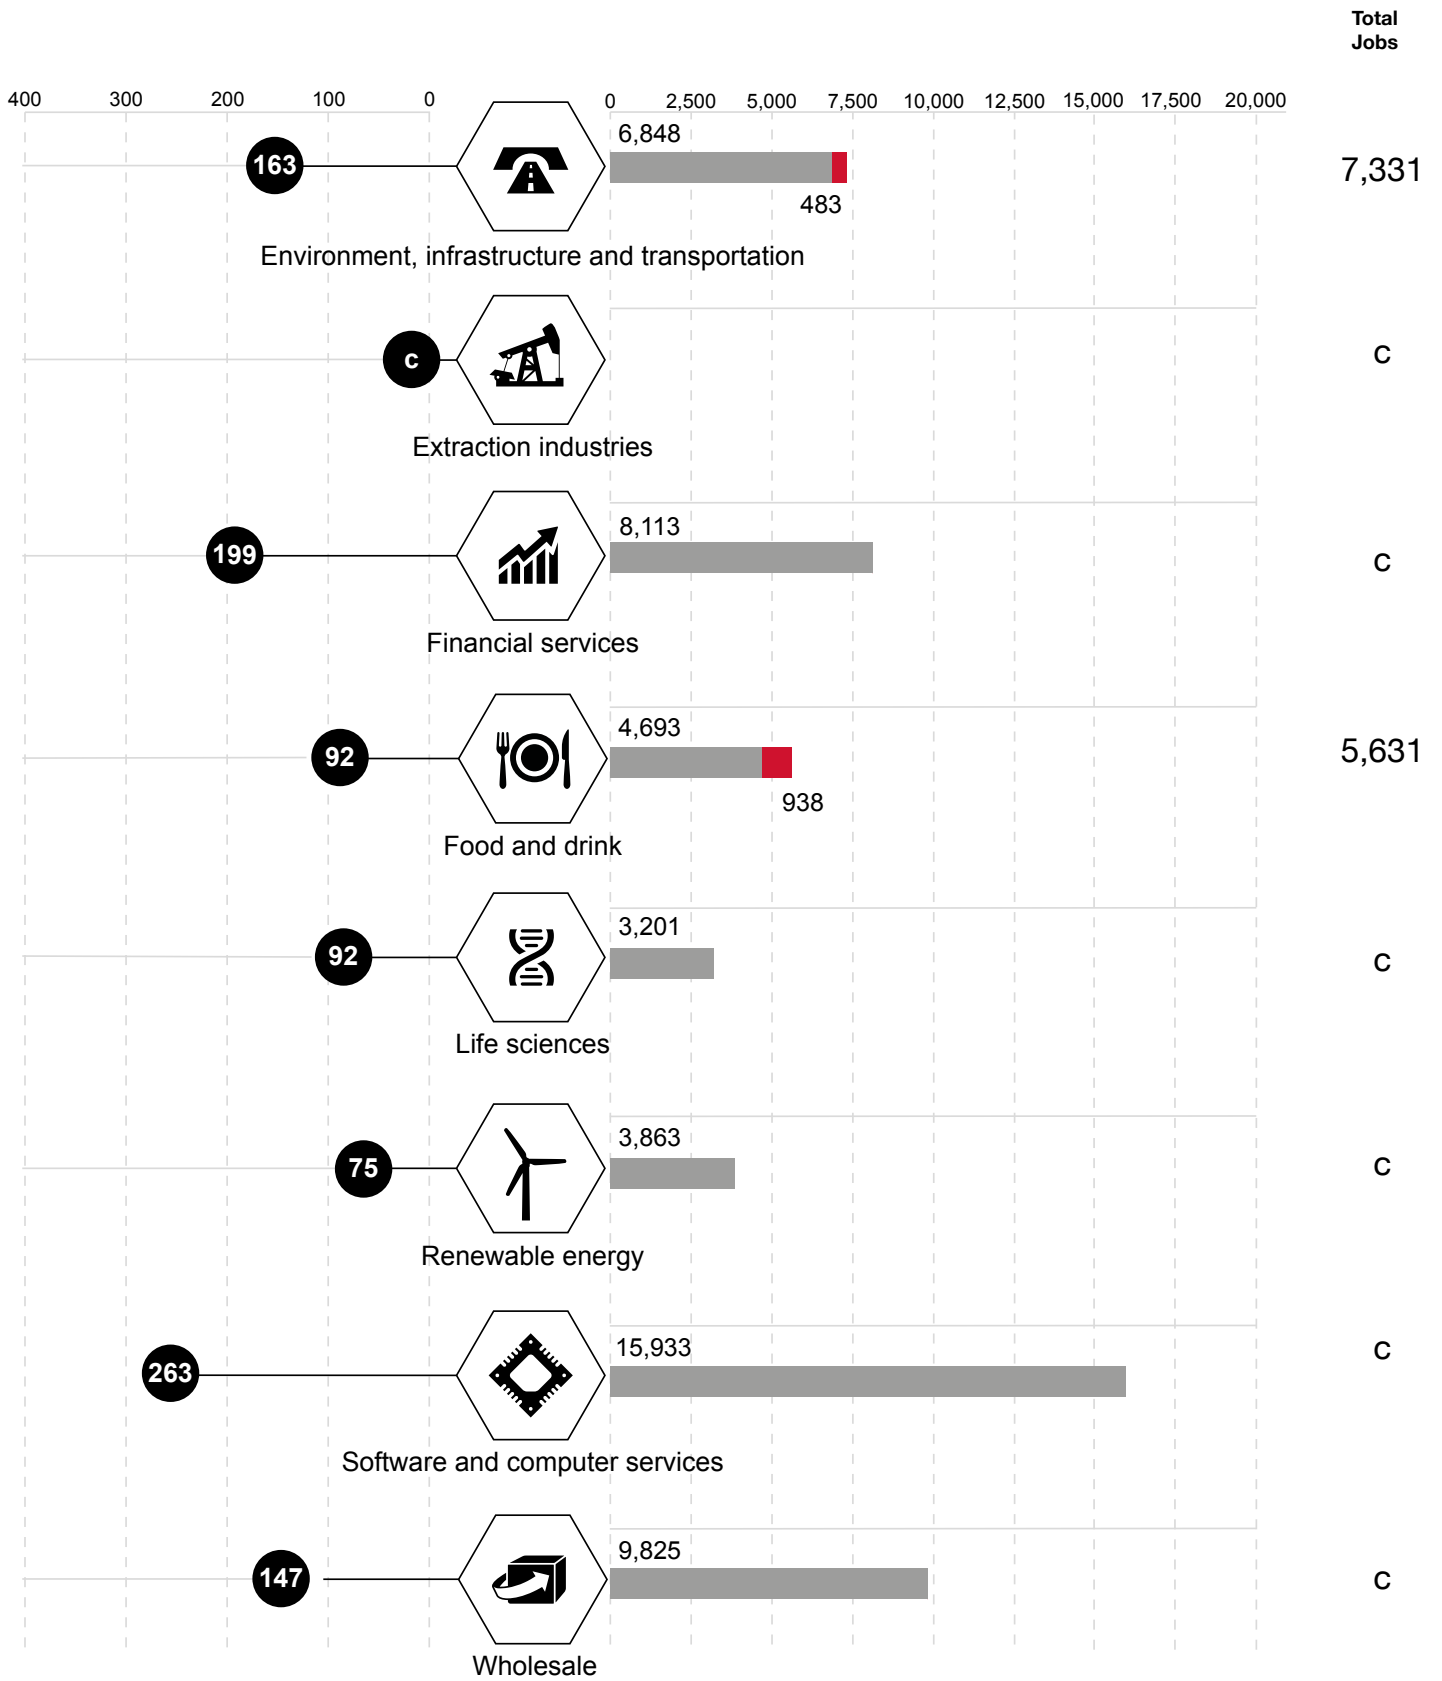 Total
Jobs
400 300 200 100 0 0 2,500 5,000 7,500 10,000 12,500 15,000 17,500 20,000
6,848
163
7,331
483
Environment, infrastructure and transportation
c
c
Extraction industries
8,113
199
c
Financial services
4,693
92
5,631
938
Food and drink
3,201
92
c
Life sciences
3,863
75
c
Renewable energy
15,933
c
263
Software and computer services
9,825
147
c
Wholesale